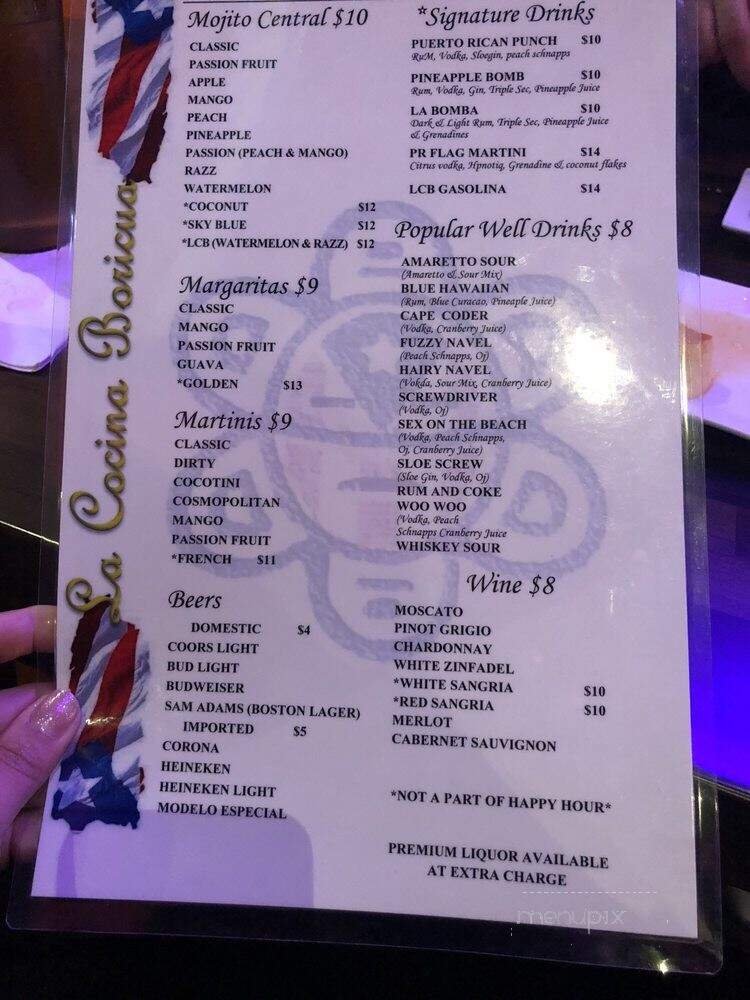 La Cocina Boricua
Mojito Central $10
CLASSIC
PASSION FRUIT
APPLE
MANGO
PEACH
PINEAPPLE
PASSION (PEACH & MANGO)
RAZZ
WATERMELON
*COCONUT $12
*SKY BLUE $12
*LCB (WATERMELON & RAZZ) $12
Margaritas $9
CLASSIC
MANGO
PASSION FRUIT
GUAVA
*GOLDEN $13
Martinis $9
CLASSIC
DIRTY
COCOTINI
COSMOPOLITAN
MANGO
PASSION FRUIT
*FRENCH $11
Beers
DOMESTIC $4
COORS LIGHT
BUD LIGHT
BUDWEISER
SAM ADAMS (BOSTON LAGER)
IMPORTED $5
CORONA
HEINEKEN
HEINEKEN LIGHT
MODELO ESPECIAL
*Signature Drinks
PUERTO RICAN PUNCH $10
RuM, Vodka, Sloegin, peach schnapps
PINEAPPLE BOMB $10
Rum, Vodka, Gin, Triple Sec, Pineapple Juice
LA BOMBA $10
Dark & Light Rum, Triple Sec, Pineapple Juice
& Grenadines
PR FLAG MARTINI $14
Citrus vodka, Hpnotiq, Grenadine & coconut flakes
LCB GASOLINA $14
Popular Well Drinks $8
AMARETTO SOUR
(Amaretto & Sour Mix)
BLUE HAWAIIAN
(Rum, Blue Curacao, Pineapple Juice)
CAPE CODER
(Vodka, Cranberry Juice)
FUZZY NAVEL
(Peach Schnapps, Oj)
HAIRY NAVEL
(Vokda, Sour Mix, Cranberry Juice)
SCREWDRIVER
(Vodka, Oj)
SEX ON THE BEACH
(Vodka, Peach Schnapps,
Oj, Cranberry Juice)
SLOE SCREW
(Sloe Gin, Vodka, Oj)
RUM AND COKE
WOO WOO
(Vodka, Peach
Schnapps Cranberry Juice
WHISKEY SOUR
Wine $8
MOSCATO
PINOT GRIGIO
CHARDONNAY
WHITE ZINFADEL
*WHITE SANGRIA $10
*RED SANGRIA $10
MERLOT
CABERNET SAUVIGNON
*NOT A PART OF HAPPY HOUR*
PREMIUM LIQUOR AVAILABLE
AT EXTRA CHARGE
menupix